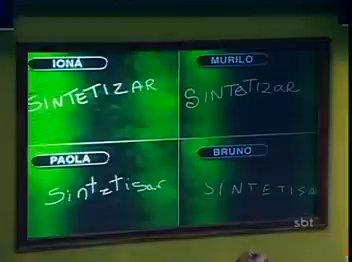 IONÁ
MURILO
SINTETIZAR
SINTETIZAR
PAOLA
BRUNO
Sintetisar
SINTETISA
sbt